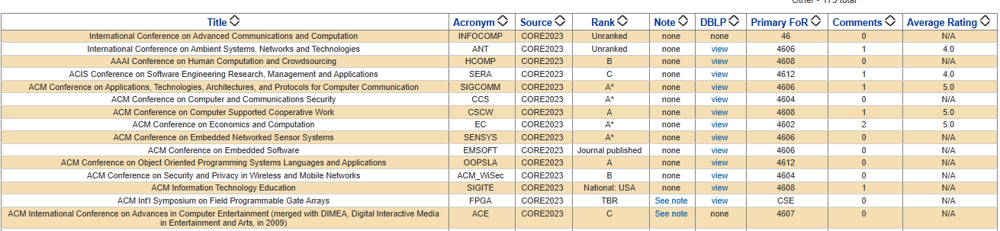 Title Acronym Source Rank Note DBLP Primary FoR Comments Average Rating
International Conference on Advanced Communications and Computation INFOCOMP CORE2023 Unranked none none 46 0 N/A
International Conference on Ambient Systems, Networks and Technologies ANT CORE2023 Unranked none view 4606 1 4.0
AAAI Conference on Human Computation and Crowdsourcing HCOMP CORE2023 B none view 4608 0 N/A
ACIS Conference on Software Engineering Research, Management and Applications SERA CORE2023 C none view 4612 1 4.0
ACM Conference on Applications, Technologies, Architectures, and Protocols for Computer Communication SIGCOMM CORE2023 A* none view 4606 1 5.0
ACM Conference on Computer and Communications Security CCS CORE2023 A* none view 4604 0 N/A
ACM Conference on Computer Supported Cooperative Work CSCW CORE2023 A none view 4608 1 5.0
ACM Conference on Economics and Computation EC CORE2023 A* none view 4602 2 5.0
ACM Conference on Embedded Networked Sensor Systems SENSYS CORE2023 A* none view 4606 0 N/A
ACM Conference on Embedded Software EMSOFT CORE2023 Journal published none view 4606 0 N/A
ACM Conference on Object Oriented Programming Systems Languages and Applications OOPSLA CORE2023 A none view 4612 0 N/A
ACM Conference on Security and Privacy in Wireless and Mobile Networks ACM_WiSec CORE2023 B none view 4604 0 N/A
ACM Information Technology Education SIGITE CORE2023 National: USA none view 4608 1 N/A
ACM Int'l Symposium on Field Programmable Gate Arrays FPGA CORE2023 TBR See note view CSE 0 N/A
ACM International Conference on Advances in Computer Entertainment (merged with DIMEA, Digital Interactive Media
in Entertainment and Arts, in 2009) ACE CORE2023 C See note none 4607 0 N/A